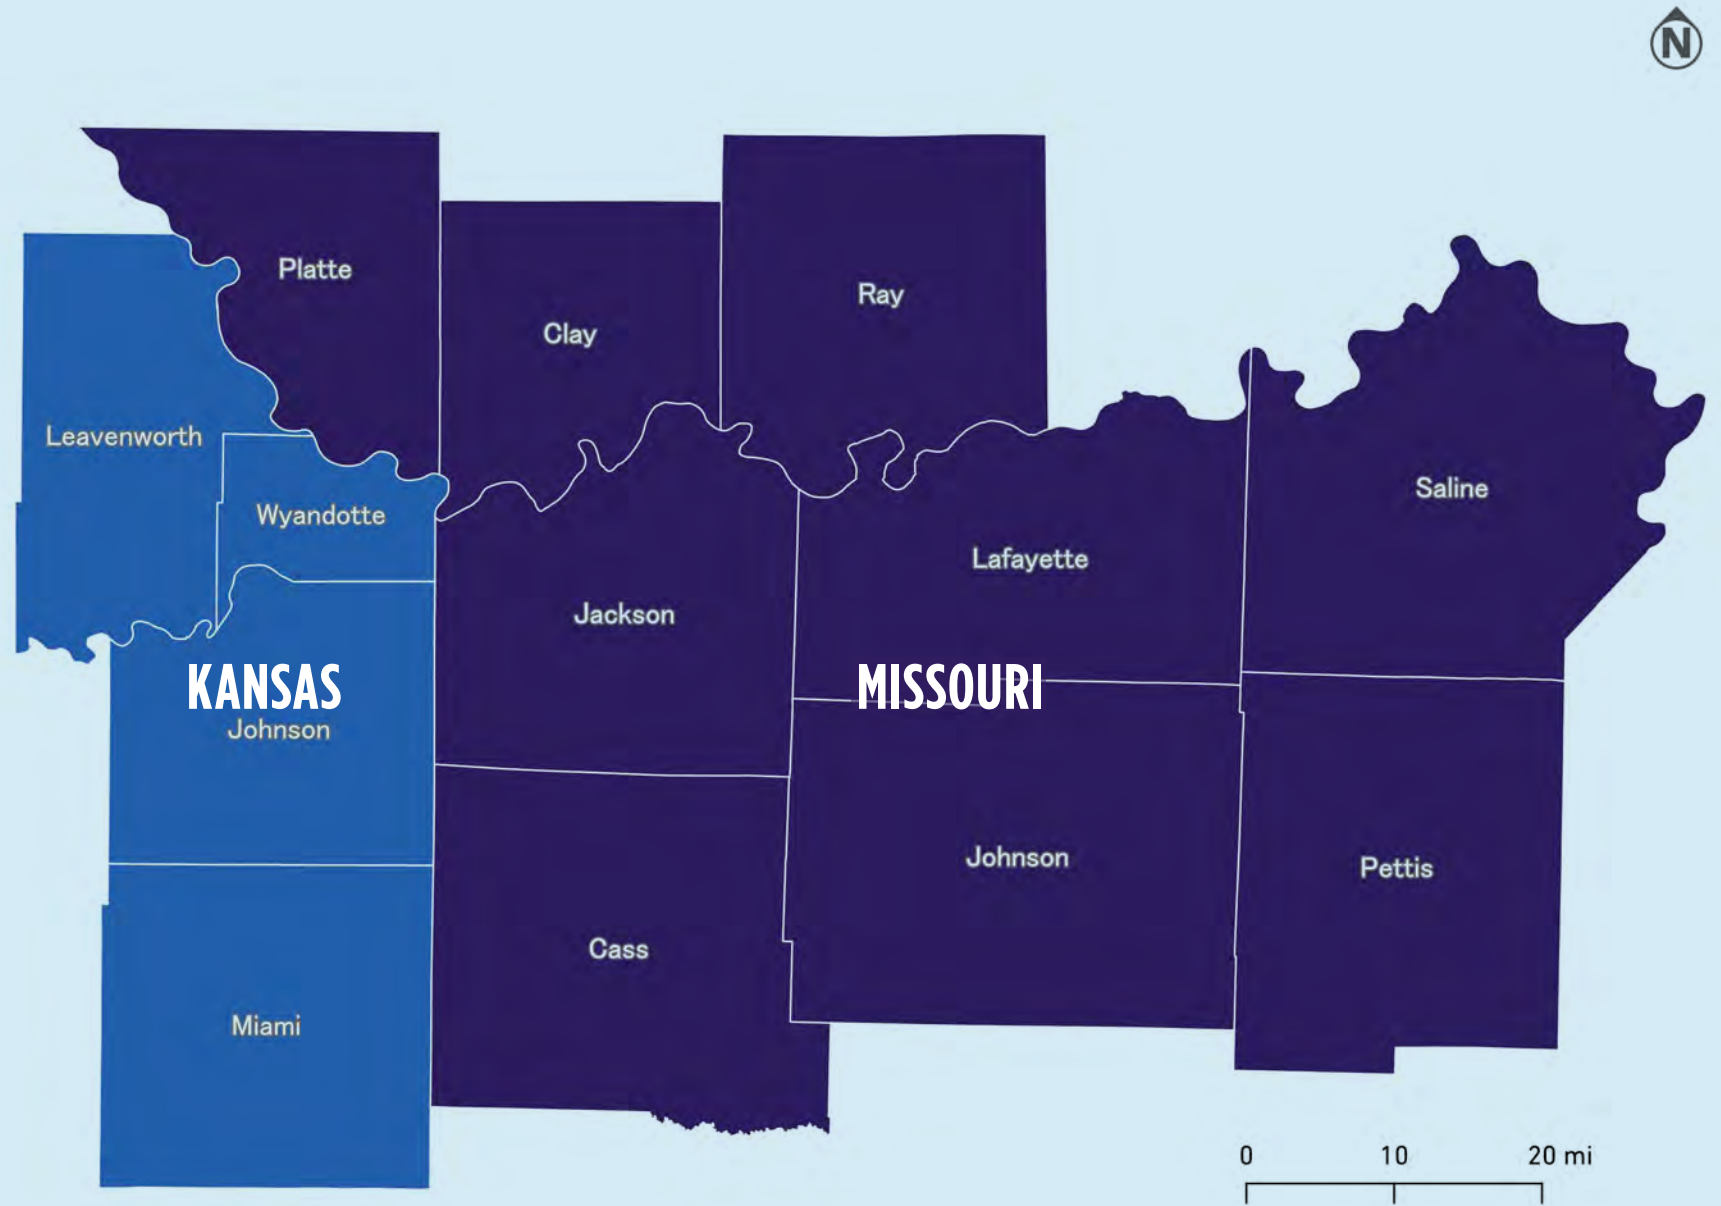 N
Platte
Ray
Clay
Leavenworth
Saline
Wyandotte
Lafayette
Jackson
KANSAS
MISSOURI
Johnson
Johnson
Pettis
Cass
Miami
0 10 20 mi